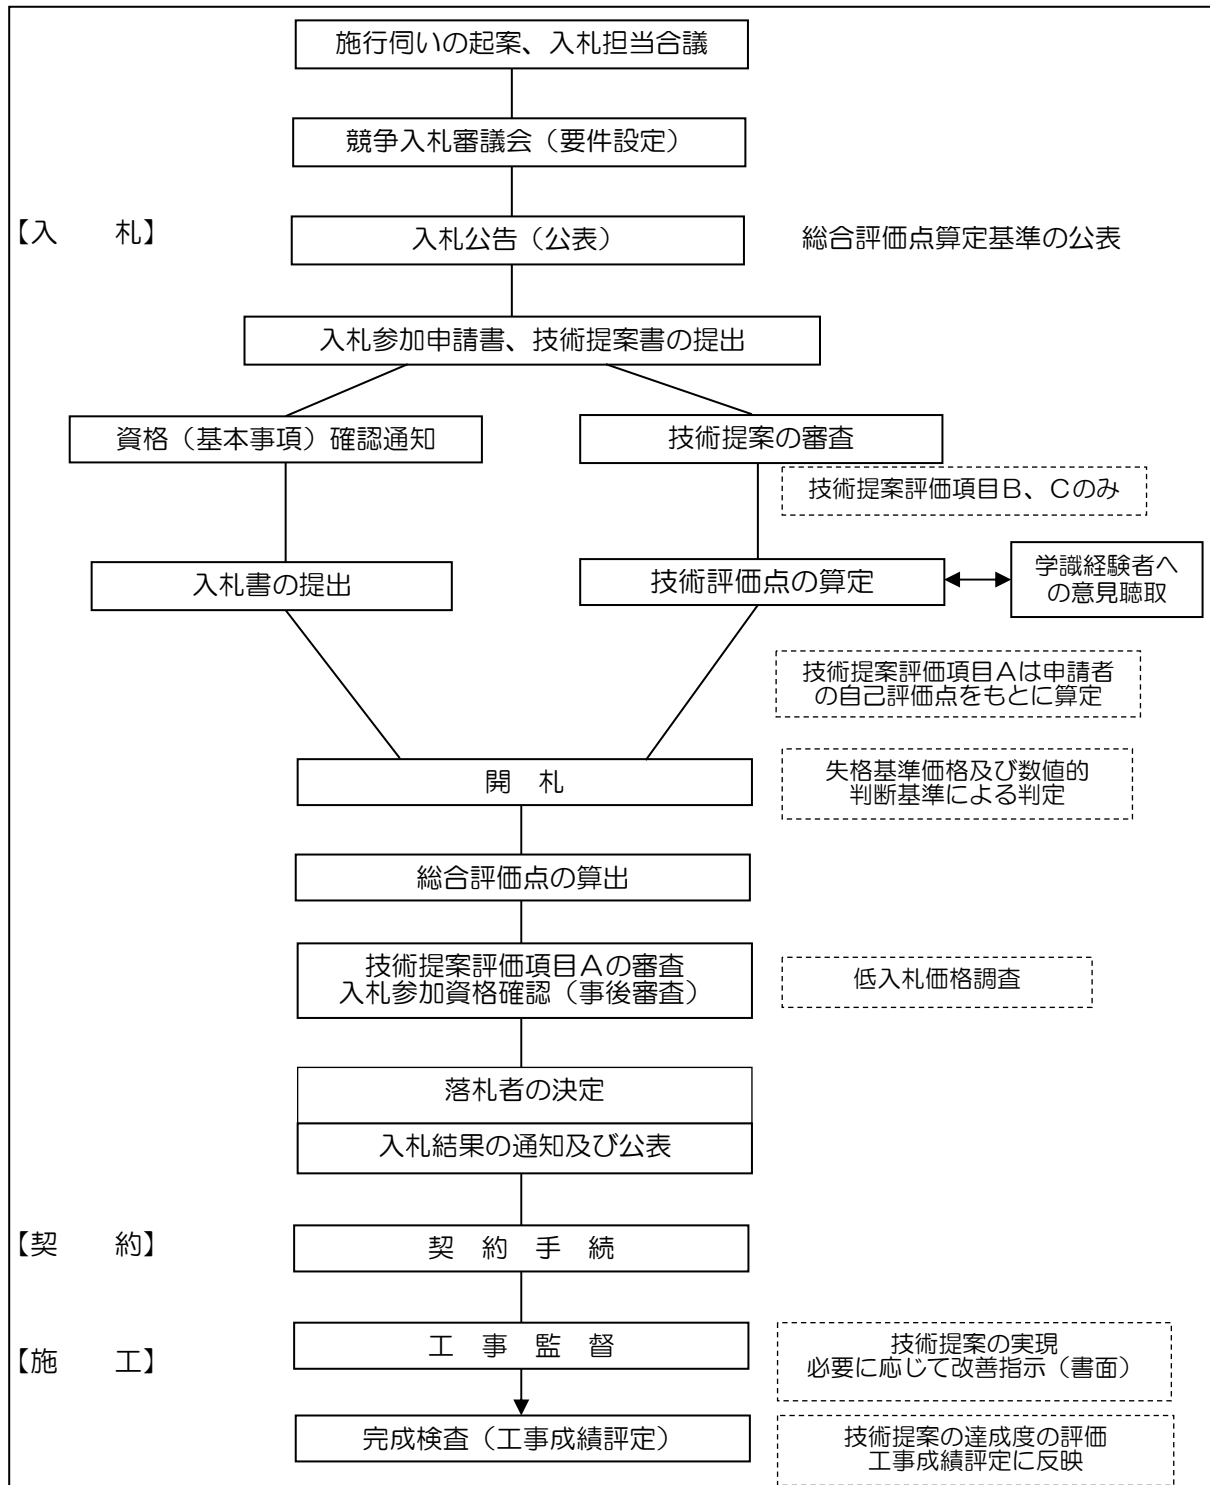 施行伺いの起案、入札担当合議
競争入札審議会（要件設定）
【入　　札】
入札公告（公表）
総合評価点算定基準の公表
入札参加申請書、技術提案書の提出
資格（基本事項）確認通知
技術提案の審査
技術提案評価項目Ｂ、Ｃのみ
入札書の提出
技術評価点の算定
学識経験者へ
の意見聴取
技術提案評価項目Ａは申請者
の自己評価点をもとに算定
開　札
失格基準価格及び数値的
判断基準による判定
総合評価点の算出
技術提案評価項目Ａの審査
入札参加資格確認（事後審査）
低入札価格調査
落札者の決定
入札結果の通知及び公表
【契　　約】
契　約　手　続
【施　　工】
工　事　監　督
技術提案の実現
必要に応じて改善指示（書面）
完成検査（工事成績評定）
技術提案の達成度の評価
工事成績評定に反映